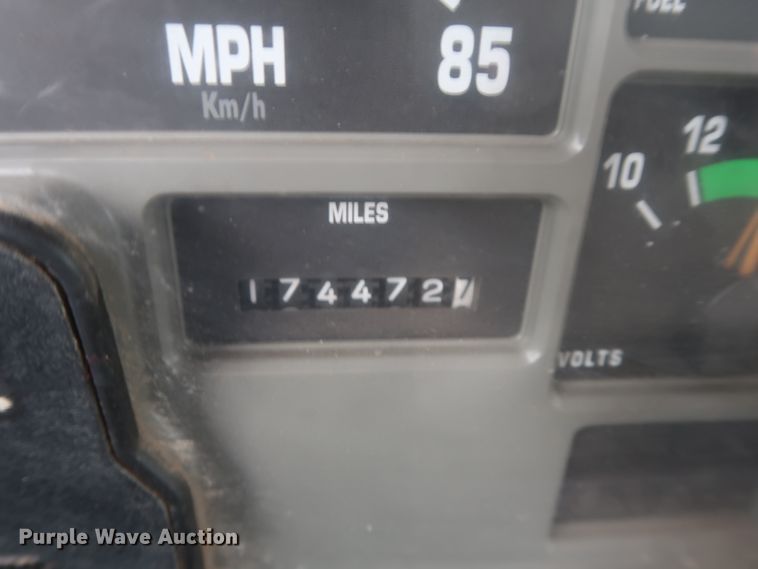 FUEL
MPH 85
Km/h
10 12
MILES
174472
VOLTS
Purple Wave Auction